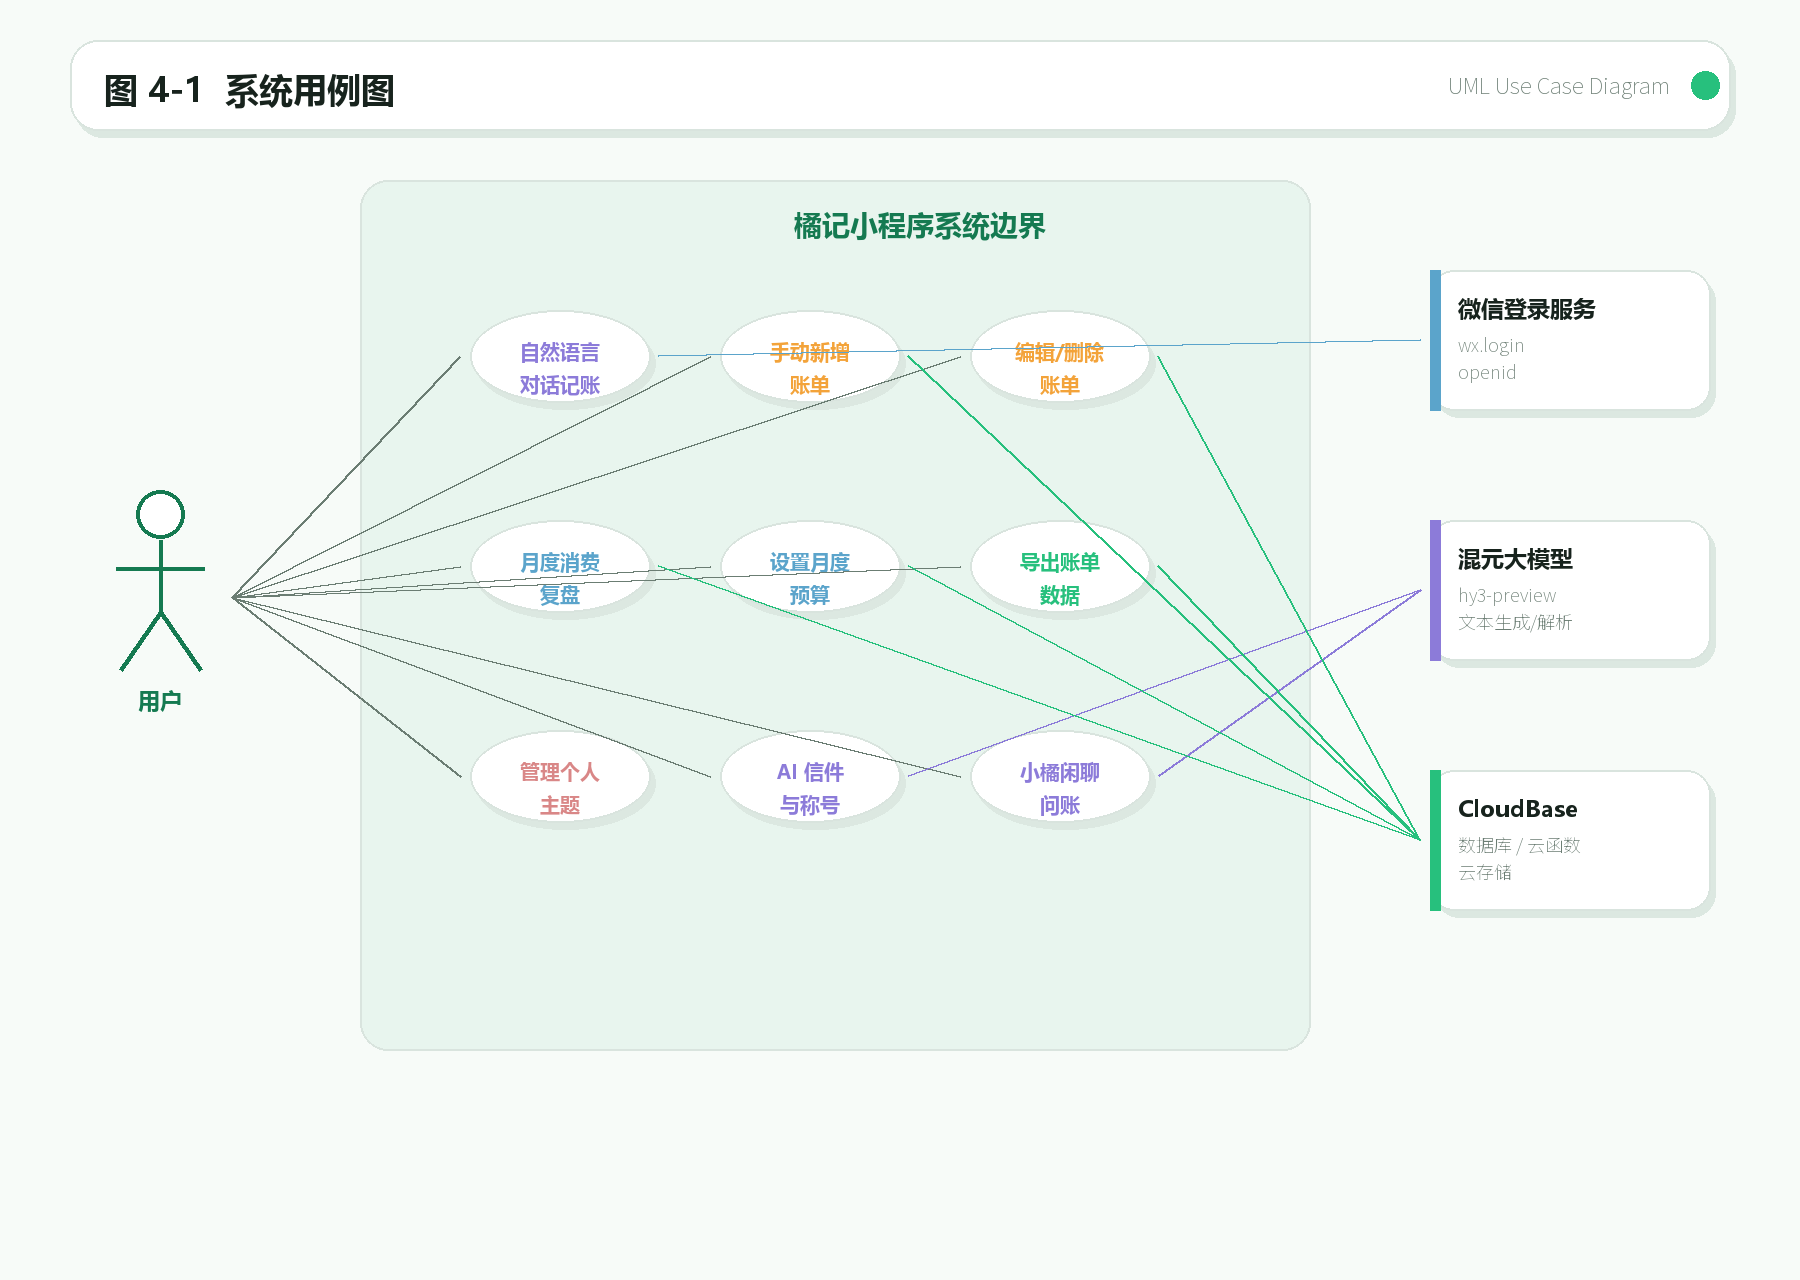 图 4-1 系统用例图
UML Use Case Diagram
橘记小程序系统边界
自然语言
对话记账
手动新增
账单
编辑/删除
账单
月度消费
复盘
设置月度
预算
导出账单
数据
管理个人
主题
AI 信件
与称号
小橘闲聊
问账
用户
微信登录服务
wx.login
openid
混元大模型
hy3-preview
文本生成/解析
CloudBase
数据库 / 云函数
云存储